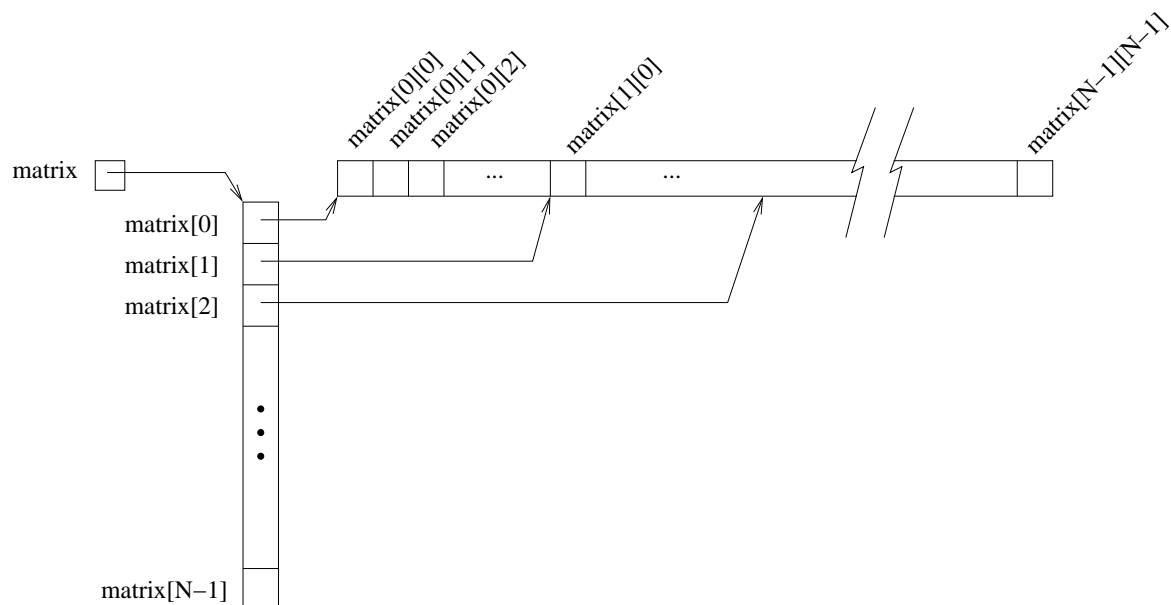 matrix[0][0]
matrix[0][1]
matrix[0][2]
matrix[1][0]
matrix[N−1][N−1]
matrix
...
...
matrix[0]
matrix[1]
matrix[2]
matrix[N−1]